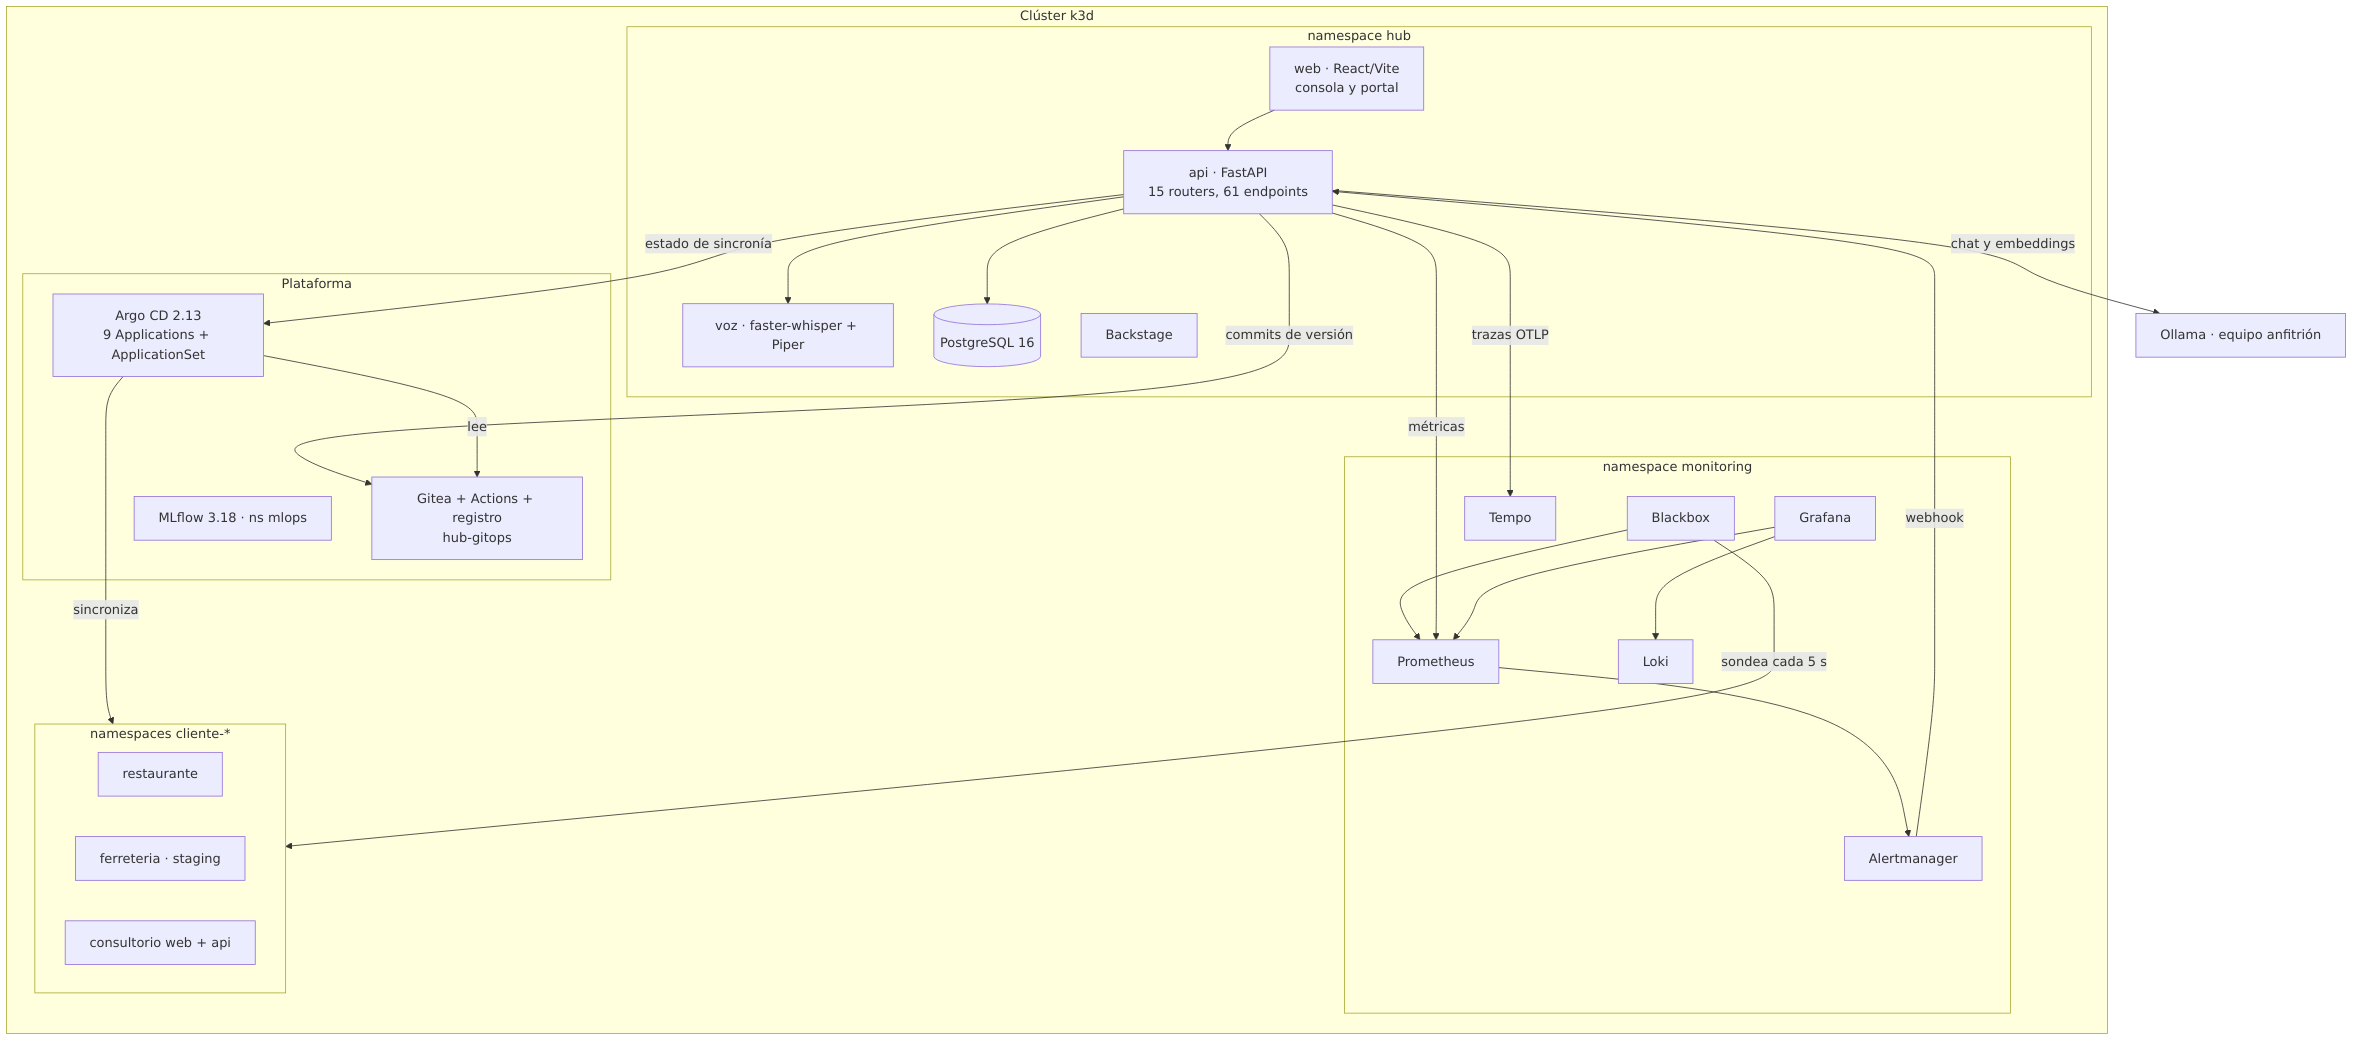 Clúster k3d
namespace hub
web · React/Vite
consola y portal
api · FastAPI
15 routers, 61 endpoints
estado de sincronía
chat y embeddings
Plataforma
Argo CD 2.13
9 Applications +
ApplicationSet
voz · faster-whisper +
Piper
PostgreSQL 16
Backstage
commits de versión
trazas OTLP
Ollama · equipo anfitrión
lee
métricas
namespace monitoring
MLflow 3.18 · ns mlops
Gitea + Actions +
registro
hub-gitops
Tempo
Blackbox
Grafana
webhook
sincroniza
Prometheus
Loki
sondea cada 5 s
namespaces cliente-*
restaurante
ferreteria · staging
Alertmanager
consultorio web + api